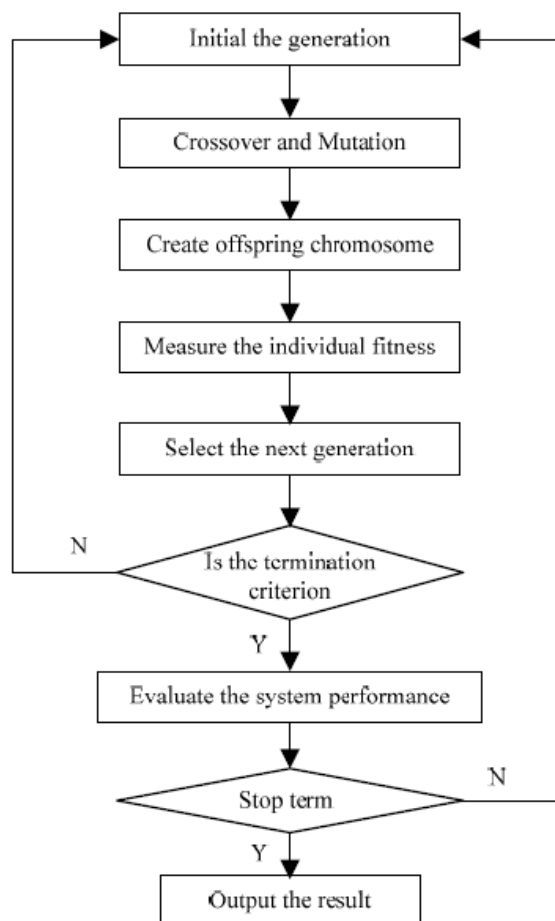 Initial the generation
Crossover and Mutation
Create offspring chromosome
Measure the individual fitness
Select the next generation
N
Is the termination
criterion
Y
Evaluate the system performance
N
Stop term
Y
Output the result